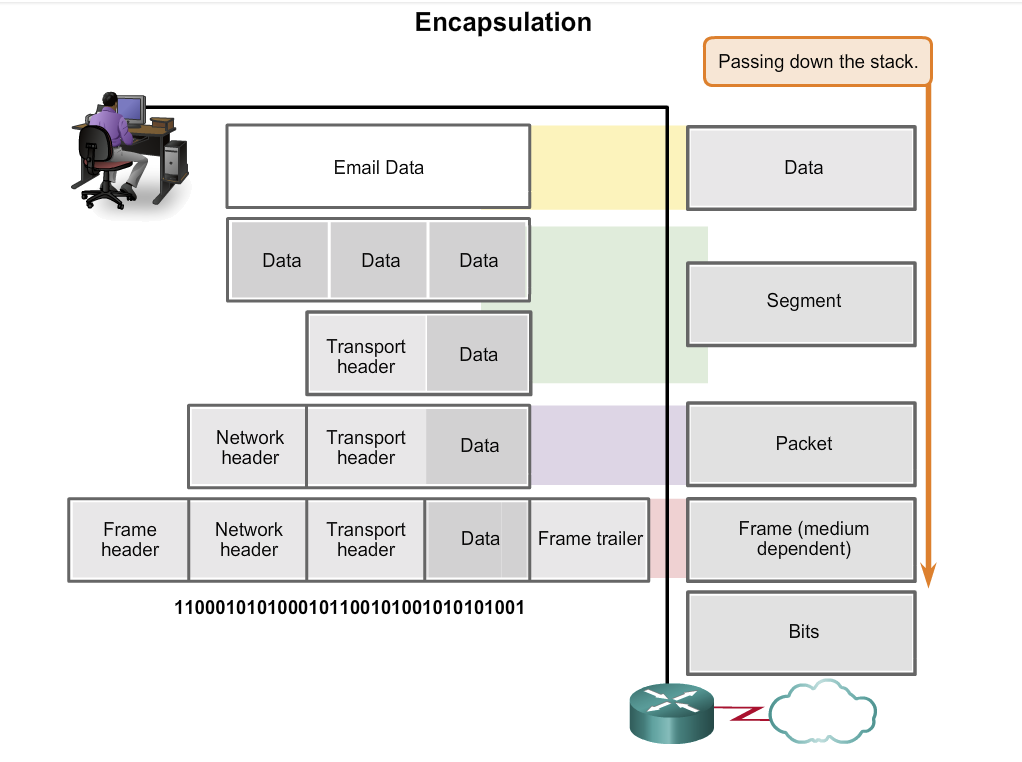 Encapsulation
Passing down the stack.
Email Data
Data
Data
Data
Data
Segment
Transport
header
Data
Network
header
Transport
header
Data
Packet
Frame
header
Network
header
Transport
header
Data
Frame trailer
Frame (medium
dependent)
1100010101000101100101001010101001
Bits